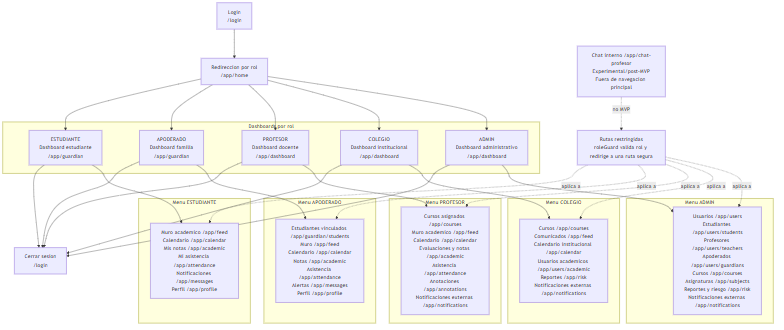 Login
/login
Redireccion por rol
/app/home
Chat interno /app/chat-
profesor
Experimental/post-MVP
Fuera de navegacion
principal
no MVP
Dashboards por rol
ESTUDIANTE
Dashboard estudiante
/app/guardian
APODERADO
Dashboard familia
/app/guardian
PROFESOR
Dashboard docente
/app/dashboard
COLEGIO
Dashboard institucional
/app/dashboard
ADMIN
Dashboard administrativo
/app/dashboard
Rutas restringidas
roleGuard valida rol y
redirige a una ruta segura
aplica a
aplica a
aplica a
aplica a
aplica a
Cerrar sesion
/login
Menu ESTUDIANTE
Muro academico /app/feed
Calendario /app/calendar
Mis notas /app/academic
Mi asistencia
/app/attendance
Notificaciones
/app/messages
Perfil /app/profile
Menu APODERADO
Estudiantes vinculados
/app/guardian/students
Muro /app/feed
Calendario /app/calendar
Notas /app/academic
Asistencia
/app/attendance
Alertas /app/messages
Perfil /app/profile
Menu PROFESOR
Cursos asignados
/app/courses
Muro academico /app/feed
Calendario /app/calendar
Evaluaciones y notas
/app/academic
Asistencia
/app/attendance
Anotaciones
/app/annotations
Notificaciones externas
/app/notifications
Menu COLEGIO
Cursos /app/courses
Comunicados /app/feed
Calendario institucional
/app/calendar
Usuarios academicos
/app/users/academic
Reportes /app/risk
Notificaciones externas
/app/notifications
Menu ADMIN
Usuarios /app/users
Estudiantes
/app/users/students
Profesores
/app/users/teachers
Apoderados
/app/users/guardians
Cursos /app/courses
Asignaturas /app/subjects
Reportes y riesgo /app/risk
Notificaciones externas
/app/notifications